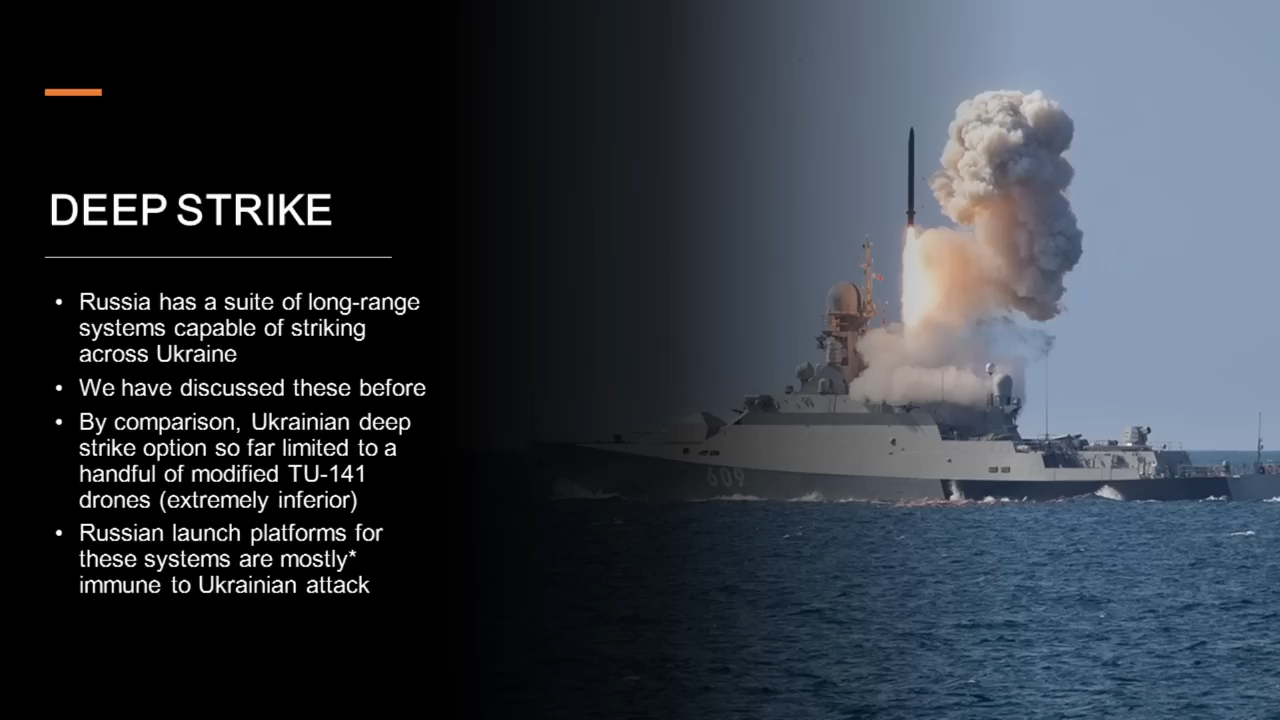 DEEP STRIKE
• Russia has a suite of long-range
systems capable of striking
across Ukraine
• We have discussed these before
• By comparison, Ukrainian deep
strike option so far limited to a
handful of modified TU-141
drones (extremely inferior)
• Russian launch platforms for
these systems are mostly*
immune to Ukrainian attack
609